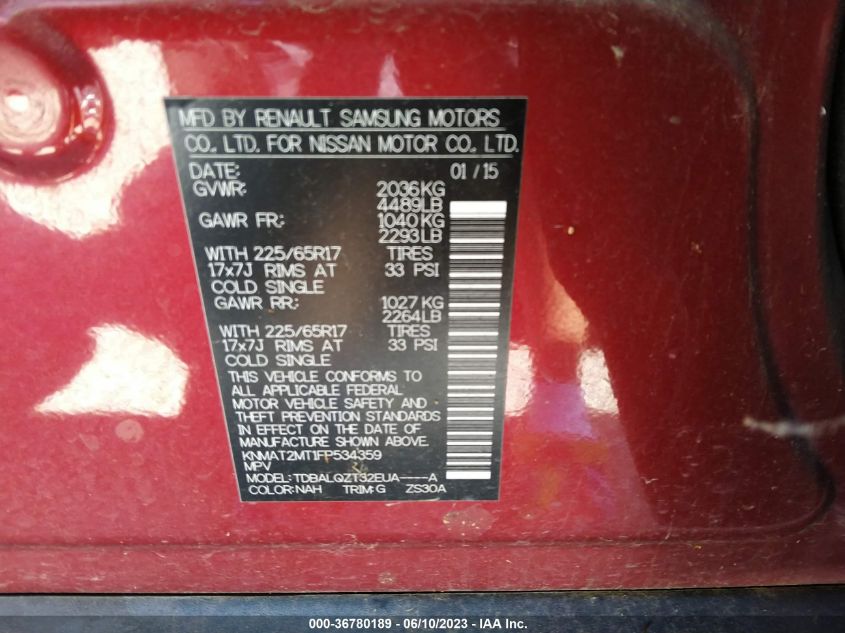 MFD BY RENAULT SAMSUNG MOTORS
CO., LTD. FOR NISSAN MOTOR CO., LTD.
DATE: 01/15
GVWR: 2036KG
4489LB
GAWR FR: 1040KG
2293LB
WITH 225/65R17 TIRES
17x7J RIMS AT 33 PSI
COLD SINGLE
GAWR RR: 1027KG
2264LB
WITH 225/65R17 TIRES
17x7J RIMS AT 33 PSI
COLD SINGLE
THIS VEHICLE CONFORMS TO
ALL APPLICABLE FEDERAL
MOTOR VEHICLE SAFETY AND
THEFT PREVENTION STANDARDS
IN EFFECT ON THE DATE OF
MANUFACTURE SHOWN ABOVE.
KNMAT2MT1FP534359
MPV
MODEL: TDBALQZT32EUA----A
COLOR: NAH TRIM: G ZS30A
000-36780189 - 06/10/2023 - IAA Inc.